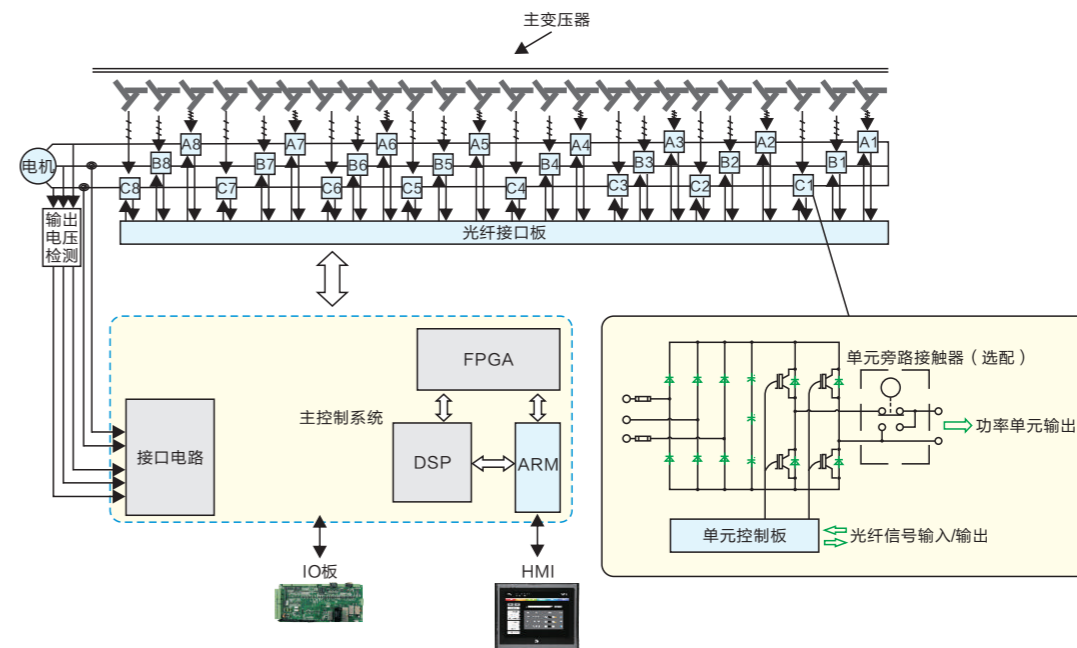 主变压器
A8
A7
A6
A5
A4
A3
A2
A1
B8
B7
B6
B5
B4
B3
B2
B1
C8
C7
C6
C5
C4
C3
C2
C1
电机
输出
电压
检测
光纤接口板
FPGA
主控制系统
接口电路
DSP
ARM
IO板
HMI
单元旁路接触器（选配）
功率单元输出
单元控制板
光纤信号输入/输出